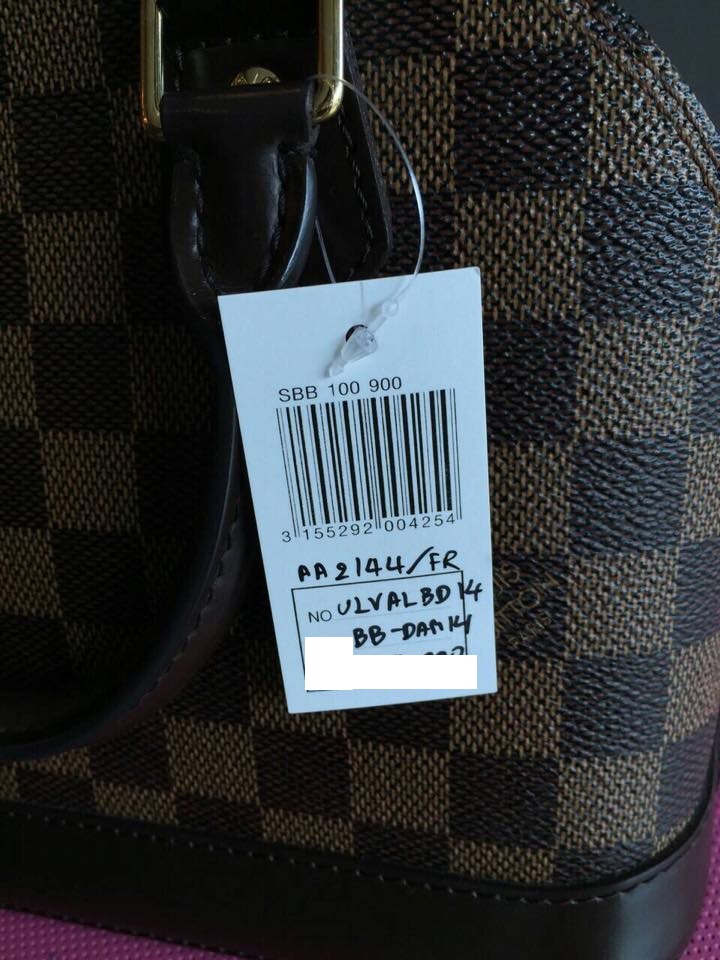 SBB 100 900
3 155292 004254
AA2144/FR
NO ULVALBD14
BB-DAM14